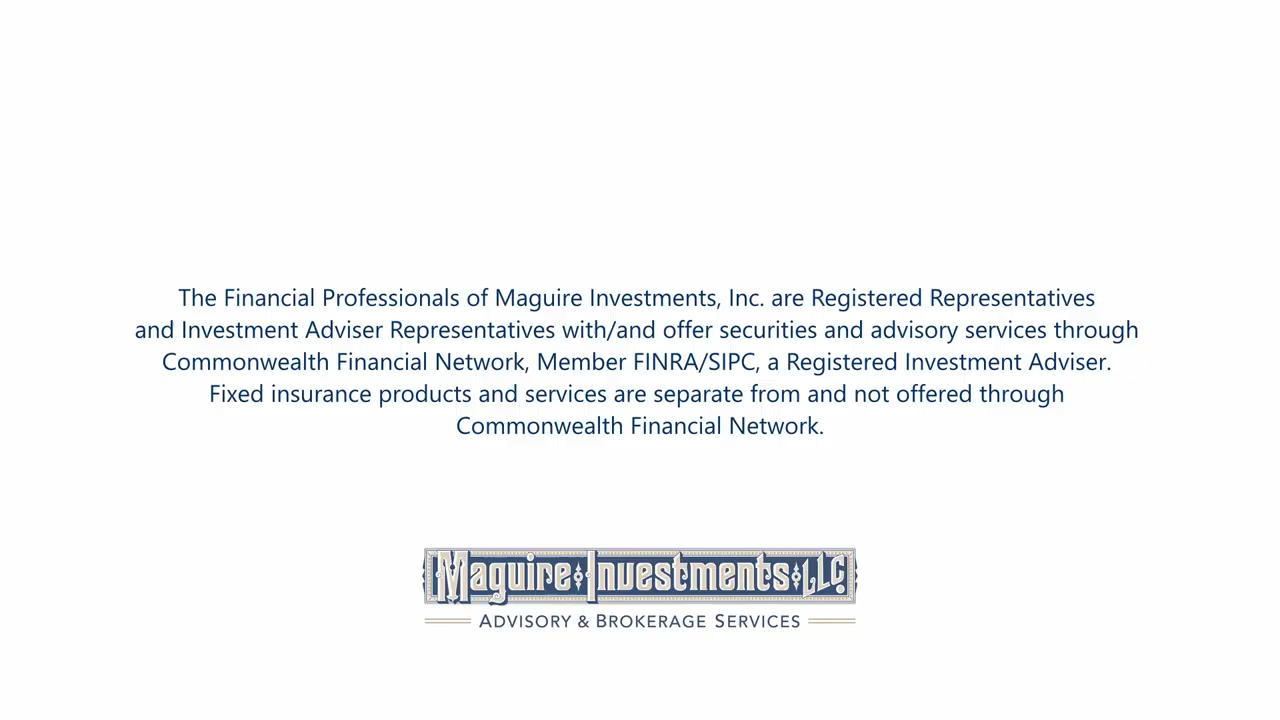 The Financial Professionals of Maguire Investments, Inc. are Registered Representatives
and Investment Adviser Representatives with/and offer securities and advisory services through
Commonwealth Financial Network, Member FINRA/SIPC, a Registered Investment Adviser.
Fixed insurance products and services are separate from and not offered through
Commonwealth Financial Network.
Maguire Investments LLC
ADVISORY & BROKERAGE SERVICES